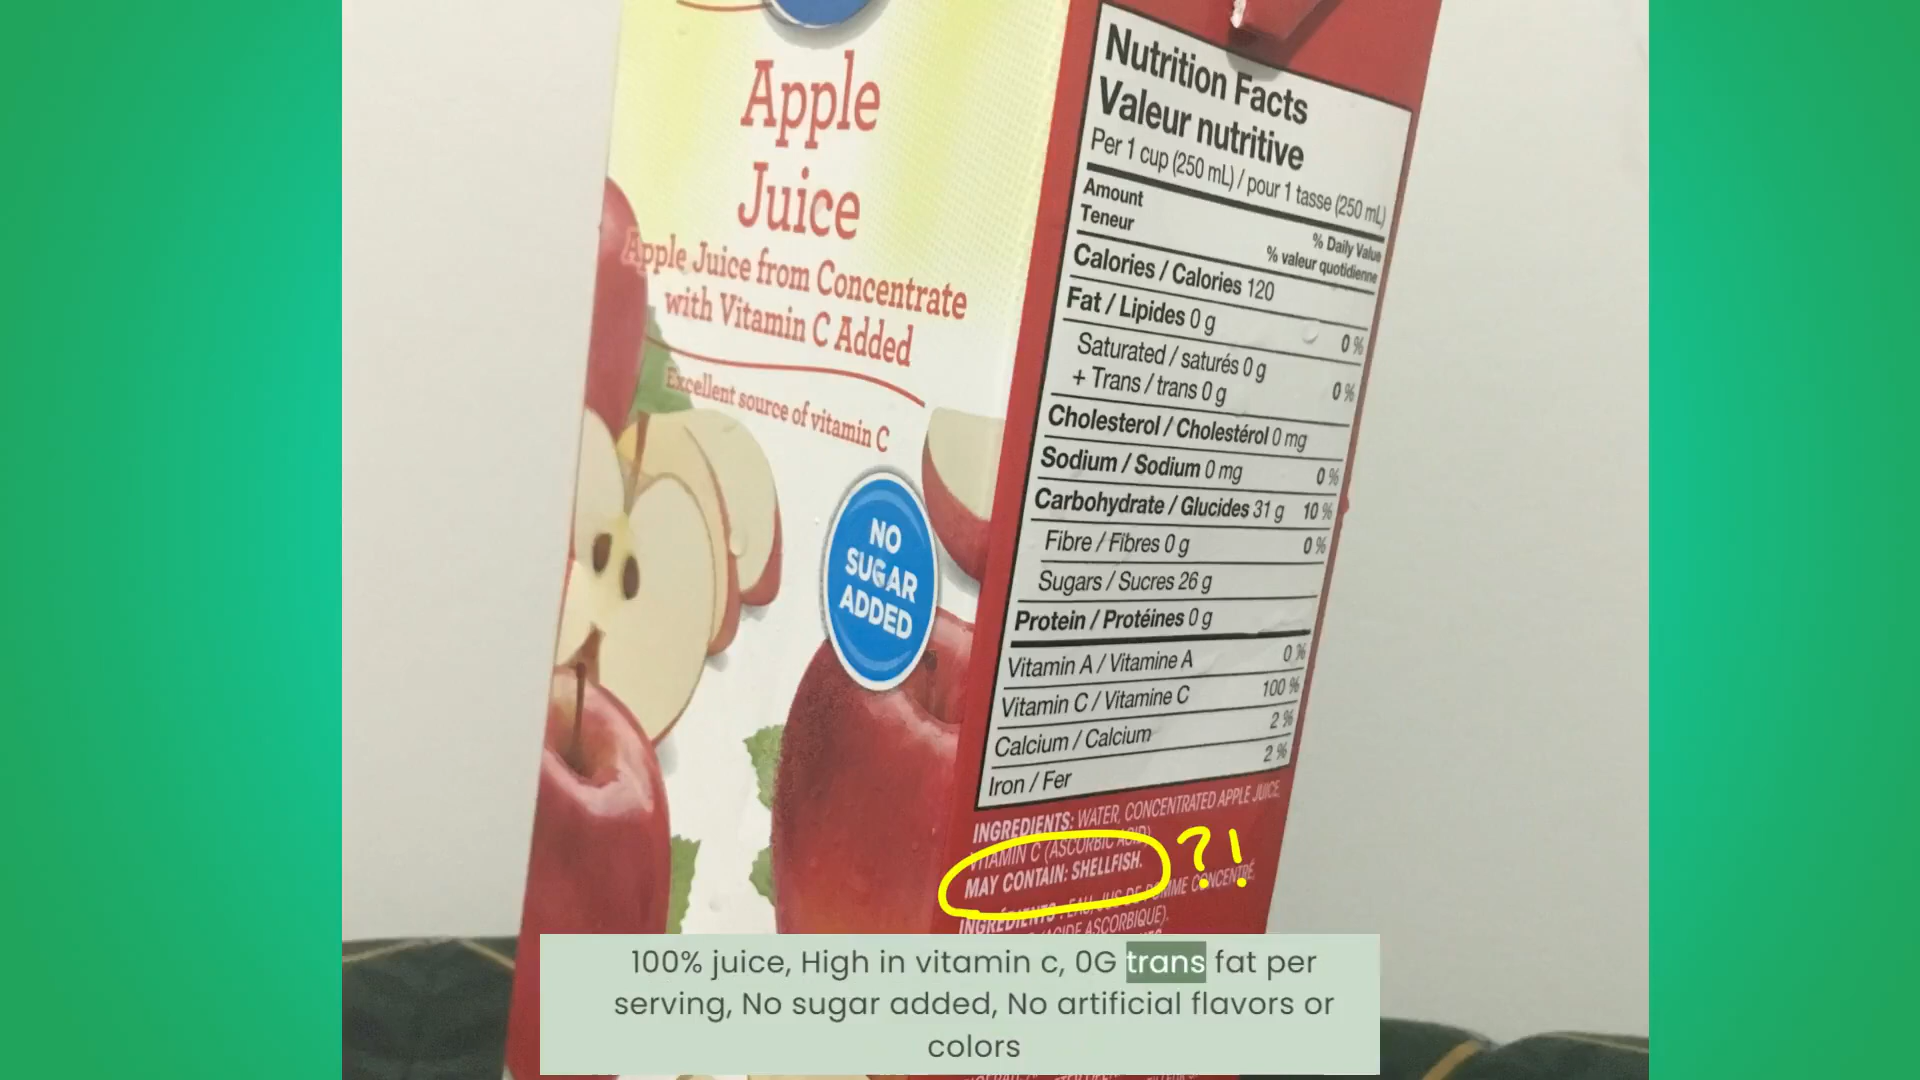 Apple
Juice
Apple Juice from Concentrate
with Vitamin C Added
Excellent source of vitamin C
NO
SUGAR
ADDED
Nutrition Facts
Valeur nutritive
Per 1 cup (250 mL) / pour 1 tasse (250 mL)
Amount
Teneur
% Daily Value
% valeur quotidienne
Calories / Calories 120
Fat / Lipides 0 g 0 %
Saturated / saturés 0 g
+ Trans / trans 0 g 0 %
Cholesterol / Cholestérol 0 mg
Sodium / Sodium 0 mg 0 %
Carbohydrate / Glucides 31 g 10 %
Fibre / Fibres 0 g 0 %
Sugars / Sucres 26 g
Protein / Protéines 0 g
Vitamin A / Vitamine A 0 %
Vitamin C / Vitamine C 100 %
Calcium / Calcium 2 %
Iron / Fer 2 %
INGREDIENTS: WATER, CONCENTRATED APPLE JUICE,
VITAMIN C (ASCORBIC ACID)
MAY CONTAIN: SHELLFISH.
?!
INGRÉDIENTS : EAU, JUS DE POMME CONCENTRÉ,
(ACIDE ASCORBIQUE).
100% juice, High in vitamin c, 0G trans fat per
serving, No sugar added, No artificial flavors or
colors